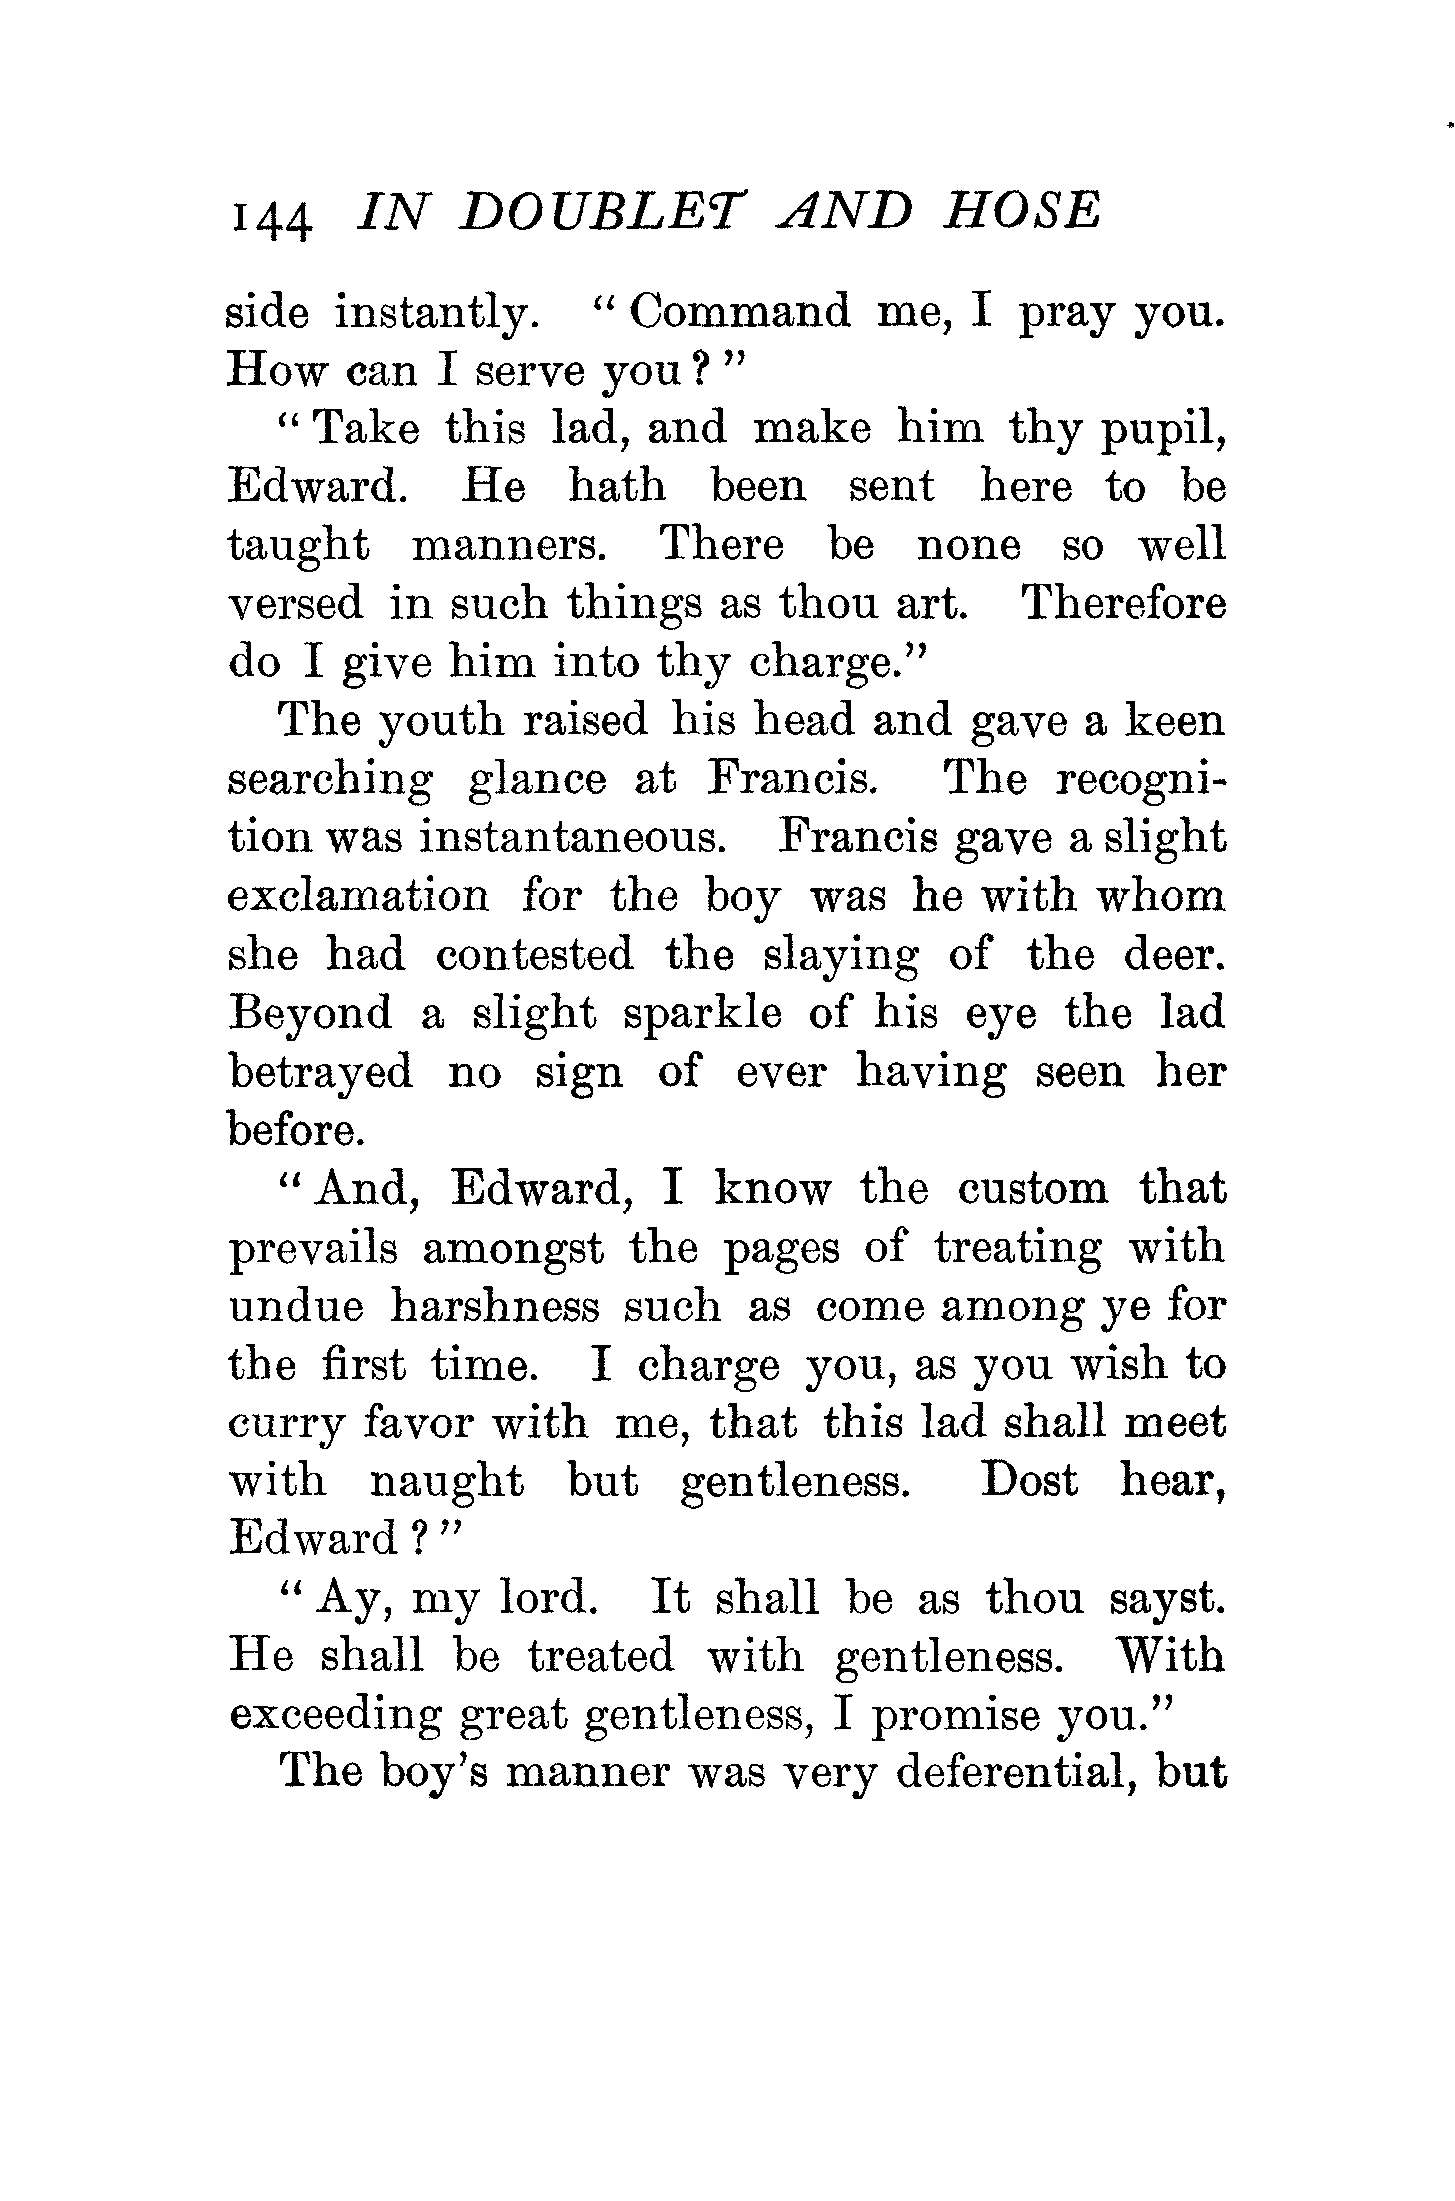 144 IN DOUBLET AND HOSE
side instantly. “Command me, I pray you.
How can I serve you?”
“Take this lad, and make him thy pupil,
Edward. He hath been sent here to be
taught manners. There be none so well
versed in such things as thou art. Therefore
do I give him into thy charge.”
The youth raised his head and gave a keen
searching glance at Francis. The recogni-
tion was instantaneous. Francis gave a slight
exclamation for the boy was he with whom
she had contested the slaying of the deer.
Beyond a slight sparkle of his eye the lad
betrayed no sign of ever having seen her
before.
“And, Edward, I know the custom that
prevails amongst the pages of treating with
undue harshness such as come among ye for
the first time. I charge you, as you wish to
curry favor with me, that this lad shall meet
with naught but gentleness. Dost hear,
Edward?”
“Ay, my lord. It shall be as thou sayst.
He shall be treated with gentleness. With
exceeding great gentleness, I promise you.”
The boy’s manner was very deferential, but